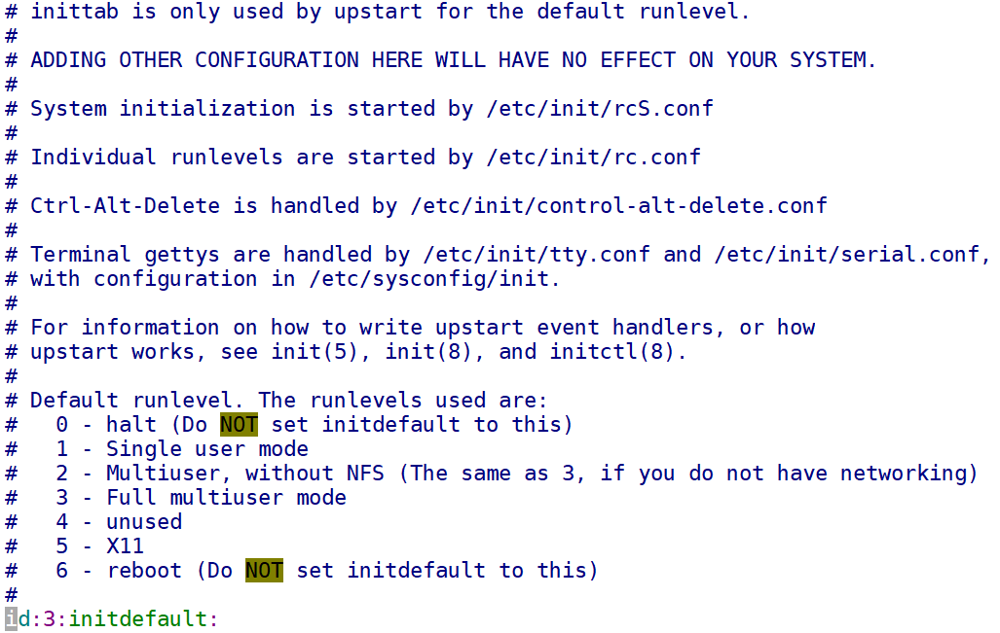 # inittab is only used by upstart for the default runlevel.
#
# ADDING OTHER CONFIGURATION HERE WILL HAVE NO EFFECT ON YOUR SYSTEM.
#
# System initialization is started by /etc/init/rcS.conf
#
# Individual runlevels are started by /etc/init/rc.conf
#
# Ctrl-Alt-Delete is handled by /etc/init/control-alt-delete.conf
#
# Terminal gettys are handled by /etc/init/tty.conf and /etc/init/serial.conf,
# with configuration in /etc/sysconfig/init.
#
# For information on how to write upstart event handlers, or how
# upstart works, see init(5), init(8), and initctl(8).
#
# Default runlevel. The runlevels used are:
#   0 - halt (Do NOT set initdefault to this)
#   1 - Single user mode
#   2 - Multiuser, without NFS (The same as 3, if you do not have networking)
#   3 - Full multiuser mode
#   4 - unused
#   5 - X11
#   6 - reboot (Do NOT set initdefault to this)
#
id:3:initdefault: